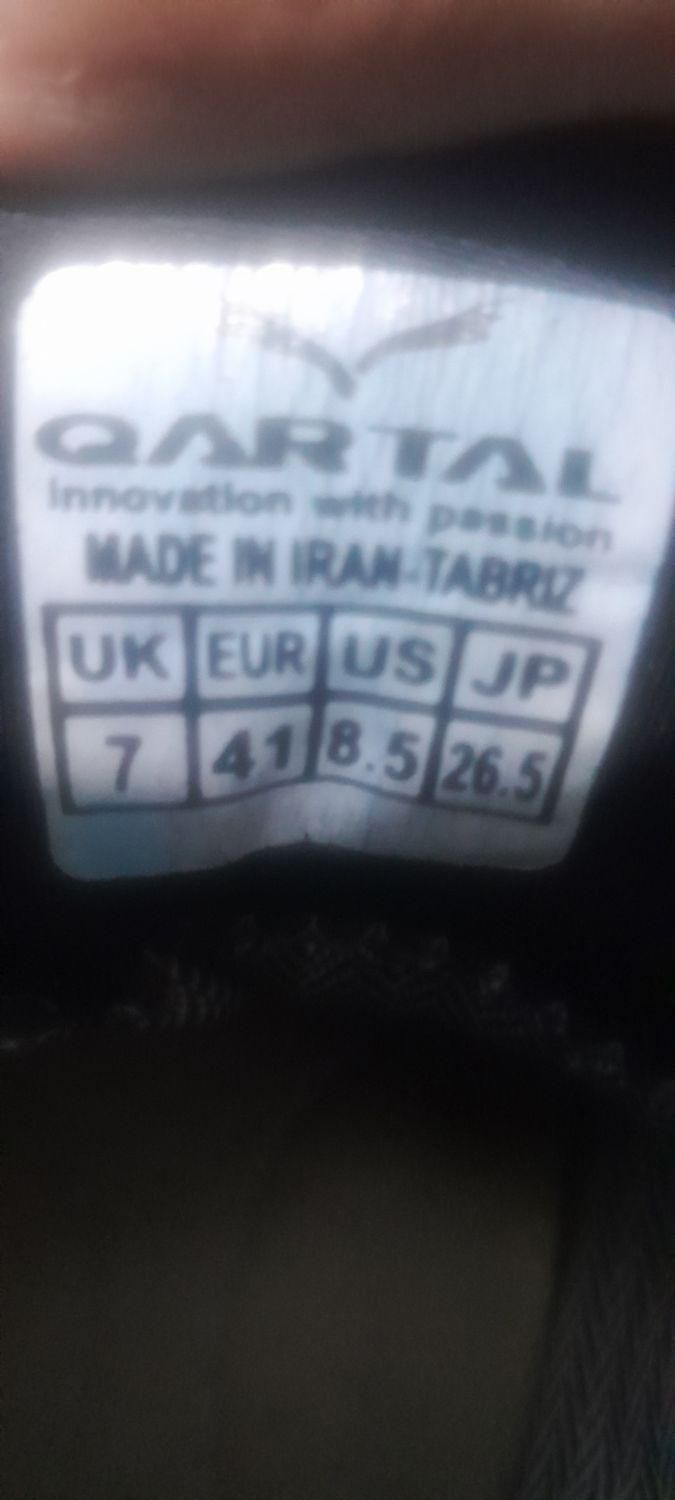 QARTAL
innovation with passion
MADE IN IRAN-TABRIZ
UK EUR US JP
7 41 8.5 26.5